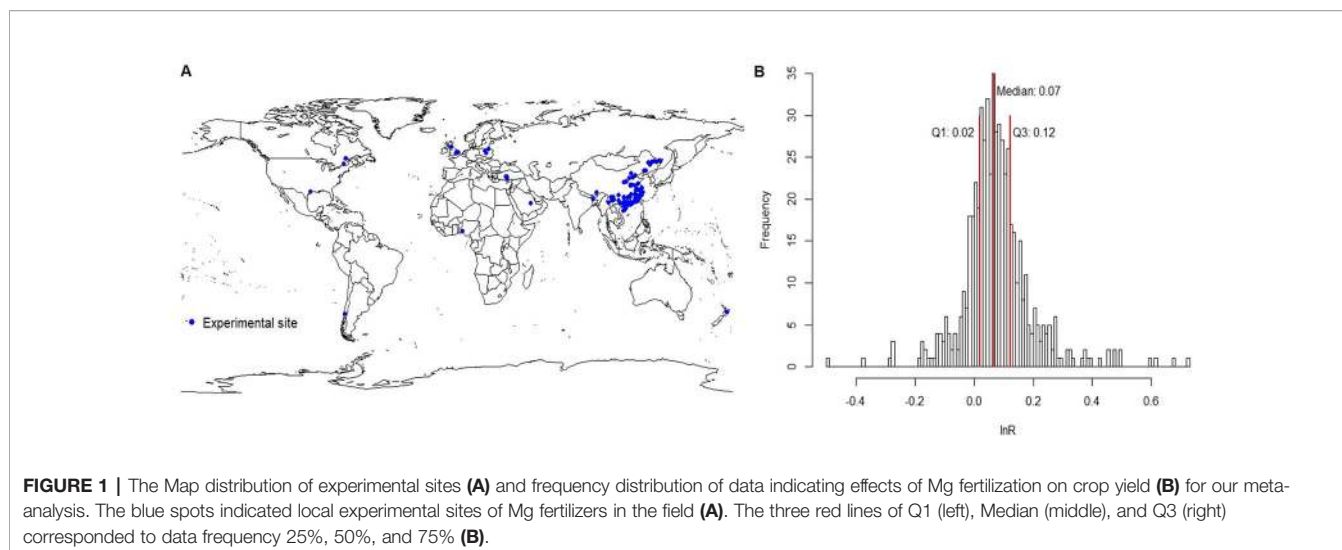 A
Experimental site
B
35
30
25
20
15
10
5
0
Frequency
Median: 0.07
Q1: 0.02
Q3: 0.12
-0.4
-0.2
0.0
0.2
0.4
0.6
lnR
FIGURE 1 | The Map distribution of experimental sites (A) and frequency distribution of data indicating effects of Mg fertilization on crop yield (B) for our meta-
analysis. The blue spots indicated local experimental sites of Mg fertilizers in the field (A). The three red lines of Q1 (left), Median (middle), and Q3 (right)
corresponded to data frequency 25%, 50%, and 75% (B).